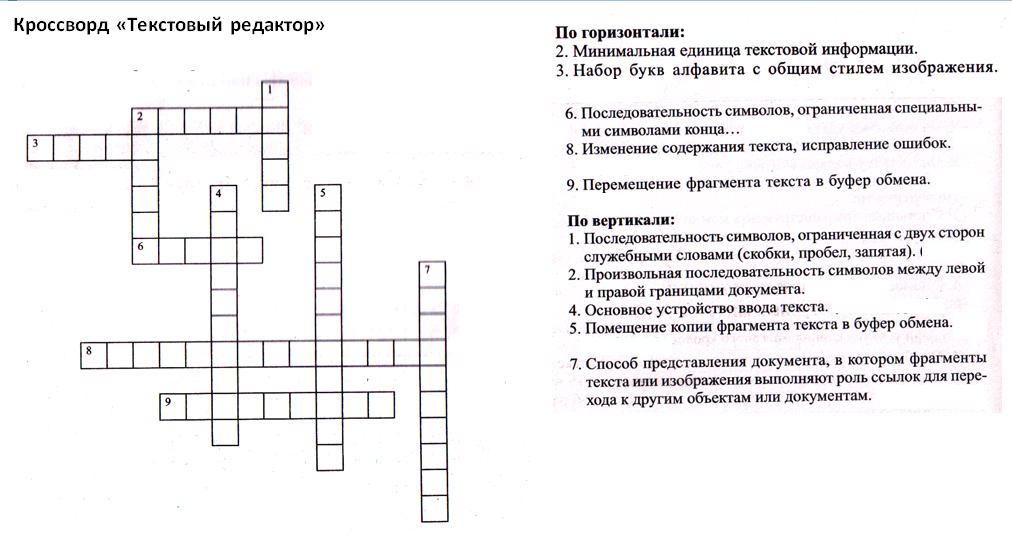 Кроссворд «Текстовый редактор»
1
2
3
4
5
6
7
8
9
По горизонтали:
2. Минимальная единица текстовой информации.
3. Набор букв алфавита с общим стилем изображения.
6. Последовательность символов, ограниченная специальны-
ми символами конца…
8. Изменение содержания текста, исправление ошибок.
9. Перемещение фрагмента текста в буфер обмена.
По вертикали:
1. Последовательность символов, ограниченная с двух сторон
служебными словами (скобки, пробел, запятая). (
2. Произвольная последовательность символов между левой
и правой границами документа.
4. Основное устройство ввода текста.
5. Помещение копии фрагмента текста в буфер обмена.
7. Способ представления документа, в котором фрагменты
текста или изображения выполняют роль ссылок для пере-
хода к другим объектам или документам.